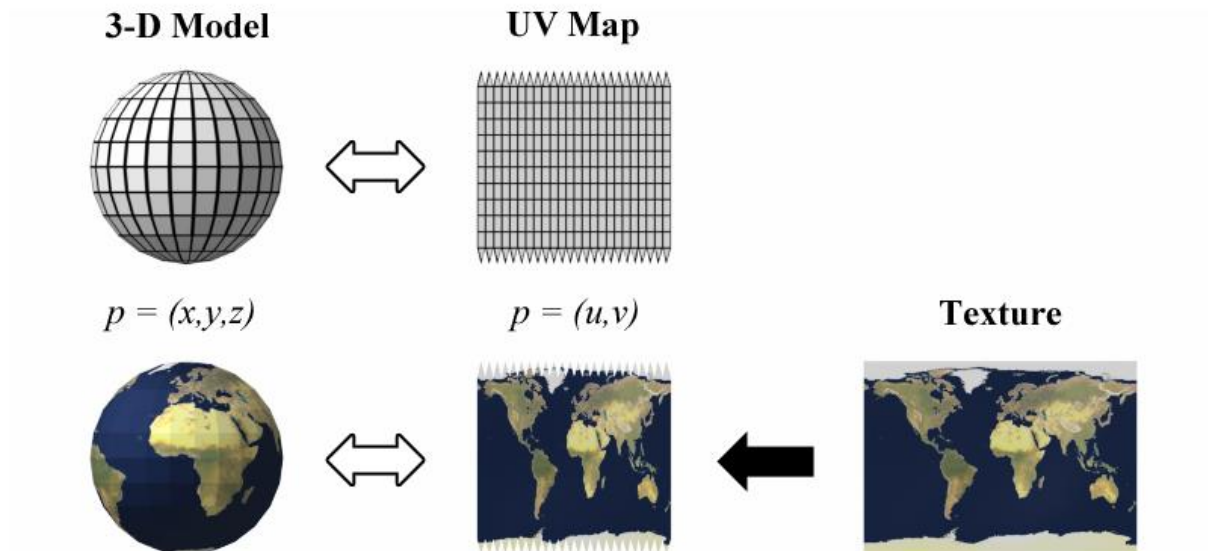 3-D Model
UV Map
p = (x,y,z)
p = (u,v)
Texture